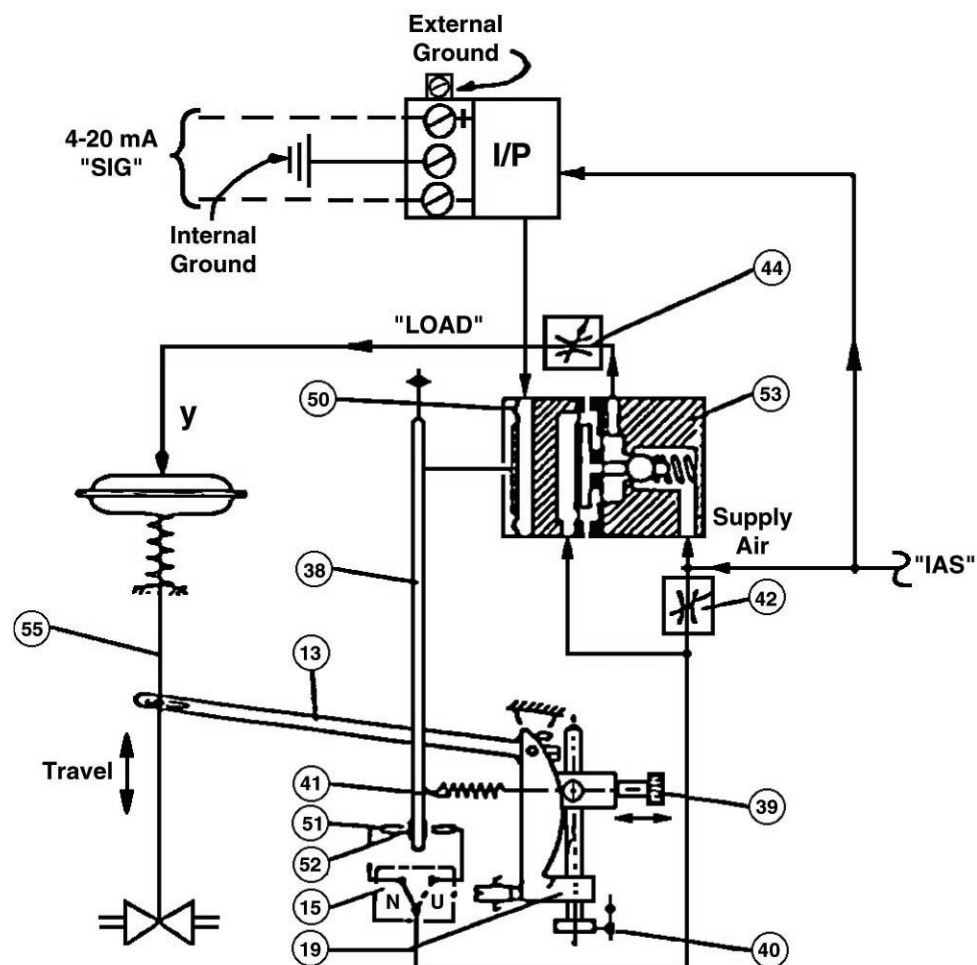 External
Ground
4-20 mA
"SIG"
I/P
Internal
Ground
44
"LOAD"
50
53
y
Supply
Air
"IAS"
38
42
55
13
Travel
41
39
51
52
15
N U
19
40